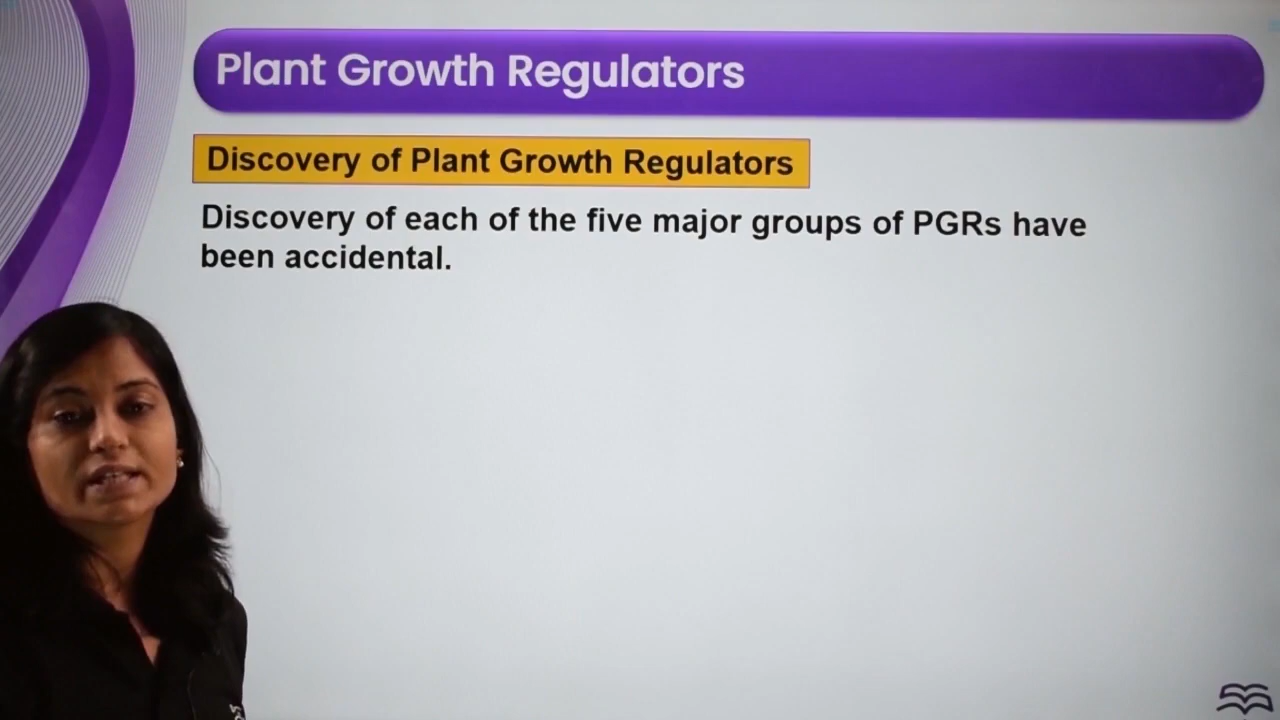 Plant Growth Regulators
Discovery of Plant Growth Regulators
Discovery of each of the five major groups of PGRs have
been accidental.